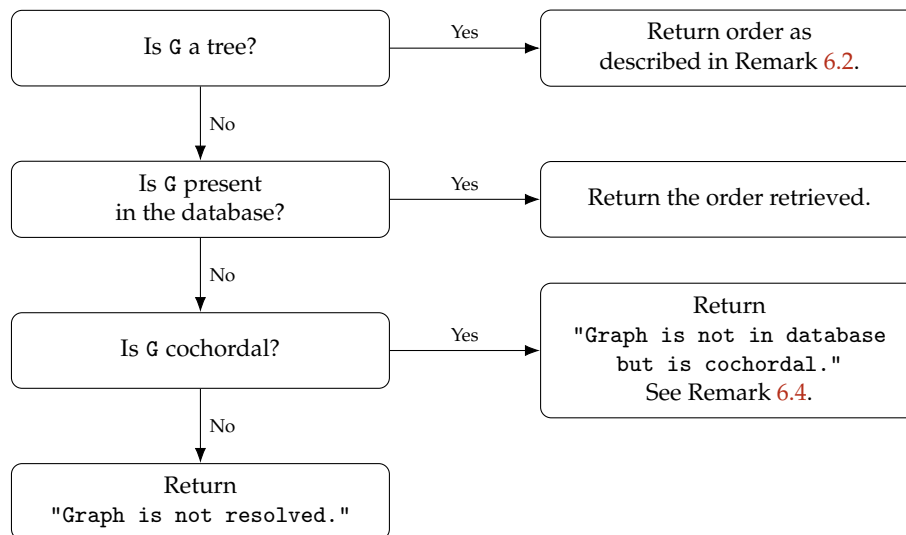 Is G a tree?
Yes
Return order as
described in Remark 6.2.
No
Is G present
in the database?
Yes
Return the order retrieved.
No
Is G cochordal?
Yes
Return
"Graph is not in database
but is cochordal."
See Remark 6.4.
No
Return
"Graph is not resolved."